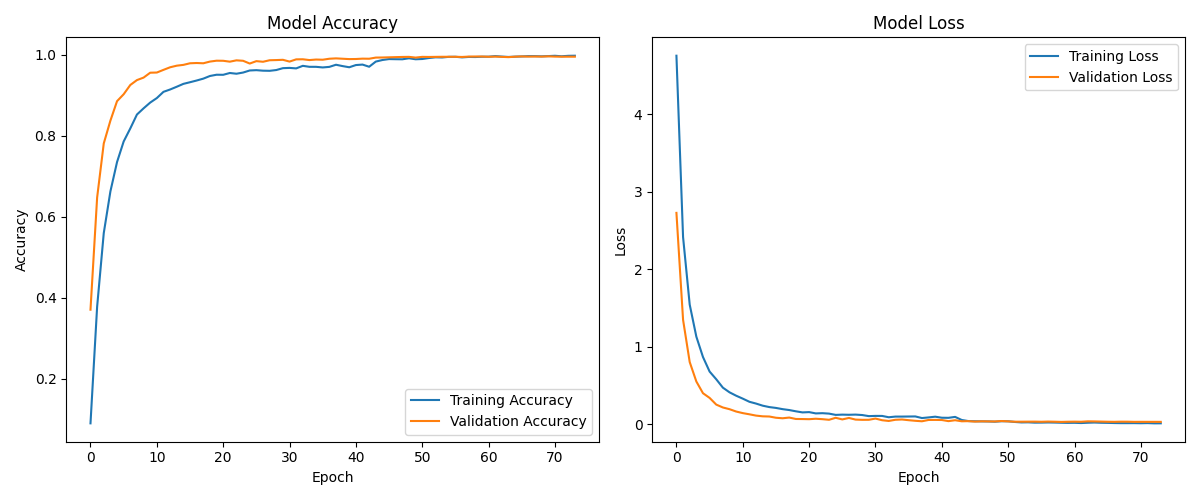 Model Accuracy
Accuracy
1.0
0.8
0.6
0.4
0.2
0 10 20 30 40 50 60 70
Epoch
Training Accuracy
Validation Accuracy
Model Loss
Loss
4
3
2
1
0
0 10 20 30 40 50 60 70
Epoch
Training Loss
Validation Loss